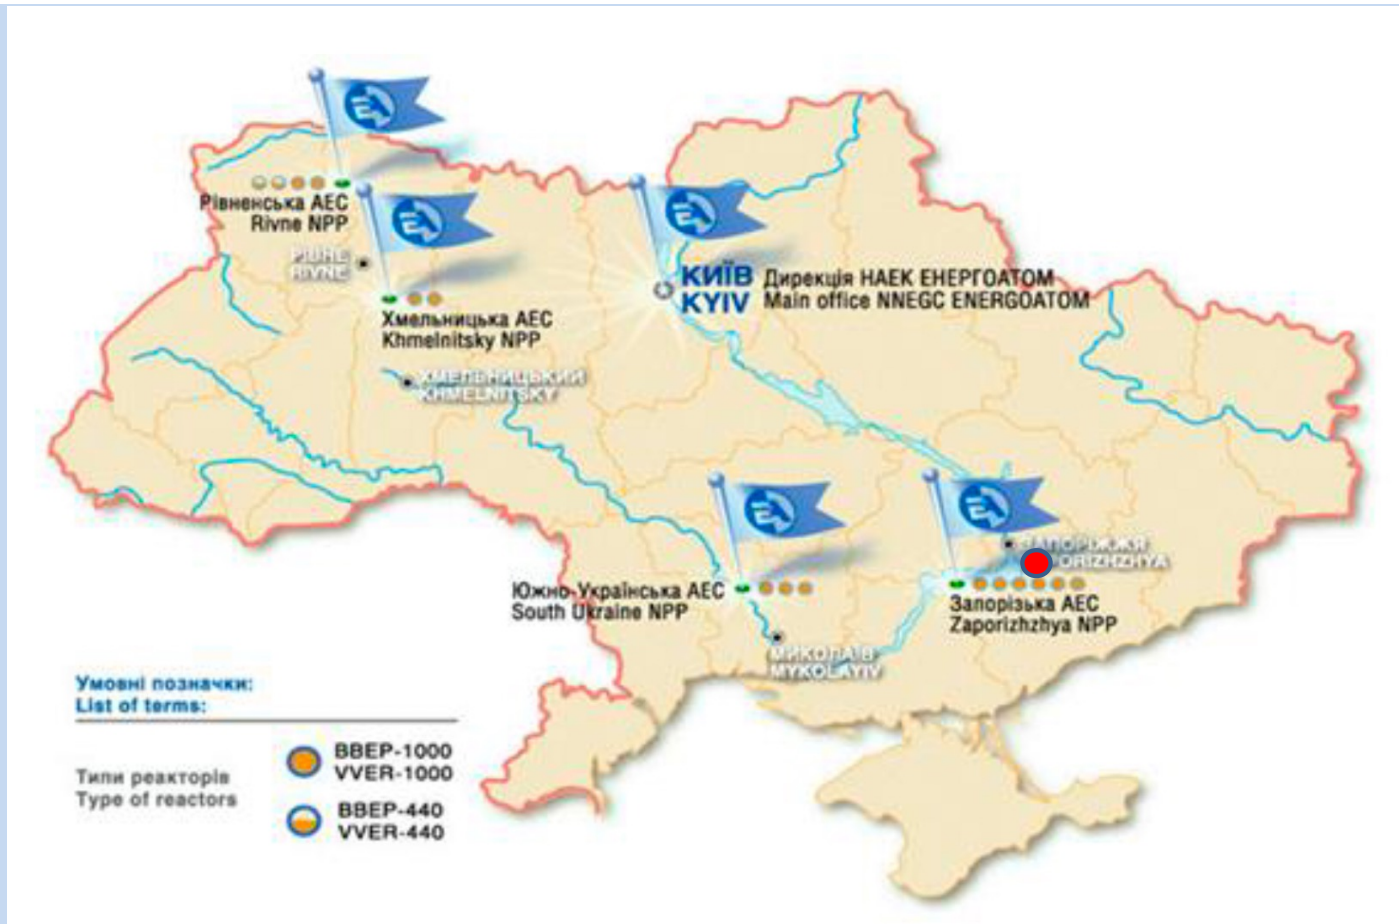 Рівненська АЕС
Rivne NPP
РІВНЕ
RIVNE
КИЇВ
KYIV
Дирекція НАЕК ЕНЕРГОАТОМ
Main office NNEGC ENERGOATOM
Хмельницька АЕС
Khmelnitsky NPP
ХМЕЛЬНИЦЬКИЙ
KHMELNITSKY
ЗАПОРІЖЖЯ
ORIZHZHYA
Южно-Українська АЕС
South Ukraine NPP
Запорізька АЕС
Zaporizhzhya NPP
МИКОЛАЇВ
MYKOLAYIV
Умовні позначки:
List of terms:
Типи реакторів
Type of reactors
ВВЕР-1000
VVER-1000
ВВЕР-440
VVER-440